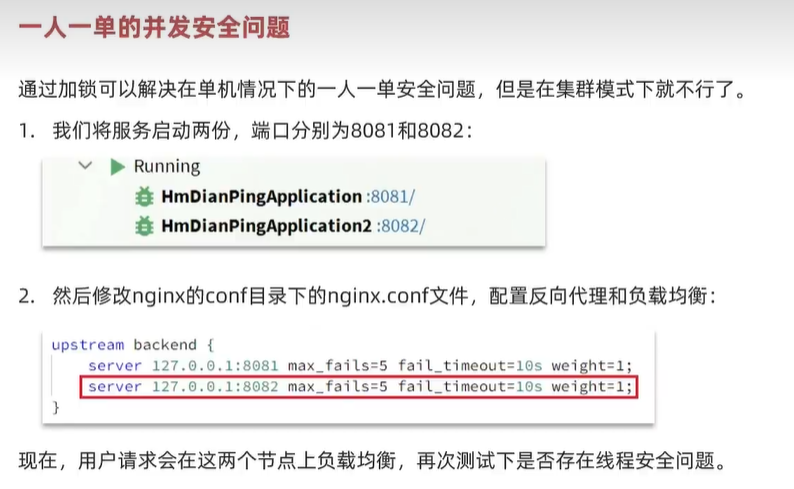 一人一单的并发安全问题
通过加锁可以解决在单机情况下的一人一单安全问题，但是在集群模式下就不行了。
1. 我们将服务启动两份，端口分别为8081和8082：
Running
HmDianPingApplication :8081/
HmDianPingApplication2 :8082/
2. 然后修改nginx的conf目录下的nginx.conf文件，配置反向代理和负载均衡：
upstream backend {
server 127.0.0.1:8081 max_fails=5 fail_timeout=10s weight=1;
server 127.0.0.1:8082 max_fails=5 fail_timeout=10s weight=1;
}
现在，用户请求会在这两个节点上负载均衡，再次测试下是否存在线程安全问题。